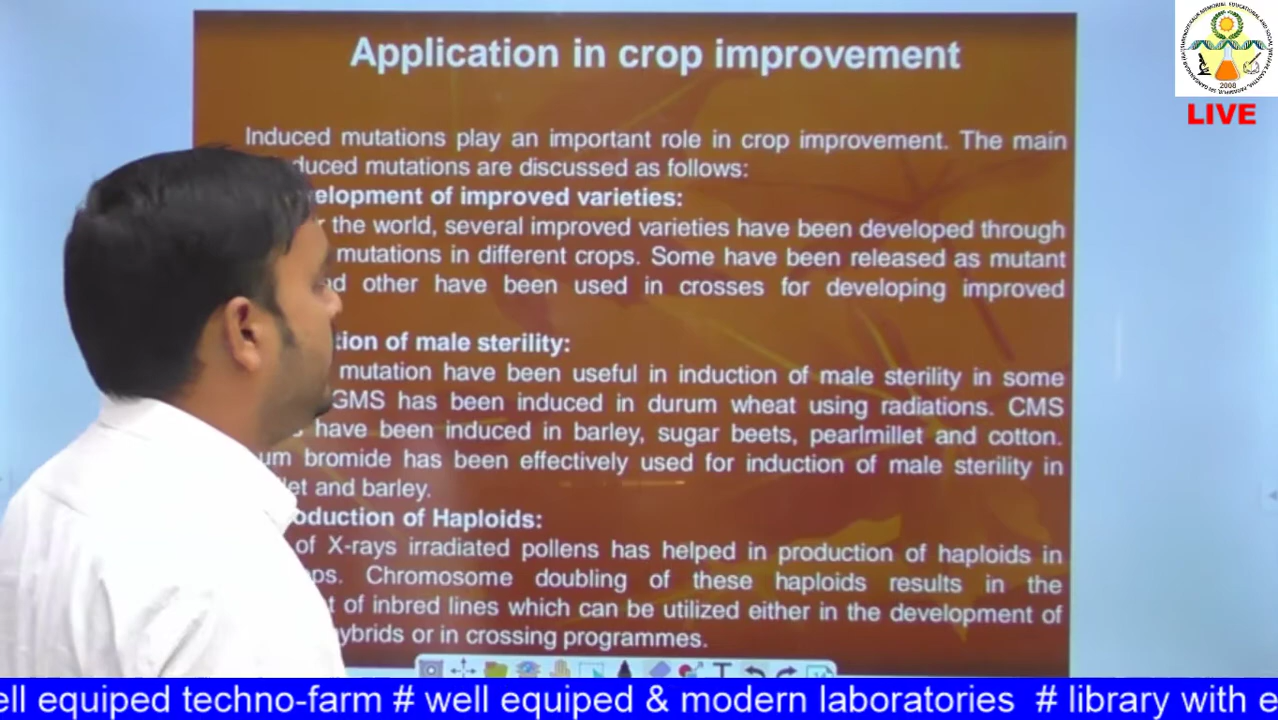 Application in crop improvement
LIVE
2008
Induced mutations play an important role in crop improvement. The main
duced mutations are discussed as follows:
elopment of improved varieties:
r the world, several improved varieties have been developed through
mutations in different crops. Some have been released as mutant
nd other have been used in crosses for developing improved
tion of male sterility:
mutation have been useful in induction of male sterility in some
GMS has been induced in durum wheat using radiations. CMS
s have been induced in barley, sugar beets, pearlmillet and cotton.
um bromide has been effectively used for induction of male sterility in
let and barley.
oduction of Haploids:
of X-rays irradiated pollens has helped in production of haploids in
ops. Chromosome doubling of these haploids results in the
t of inbred lines which can be utilized either in the development of
ybrids or in crossing programmes.
ell equiped techno-farm # well equiped & modern laboratories # library with e